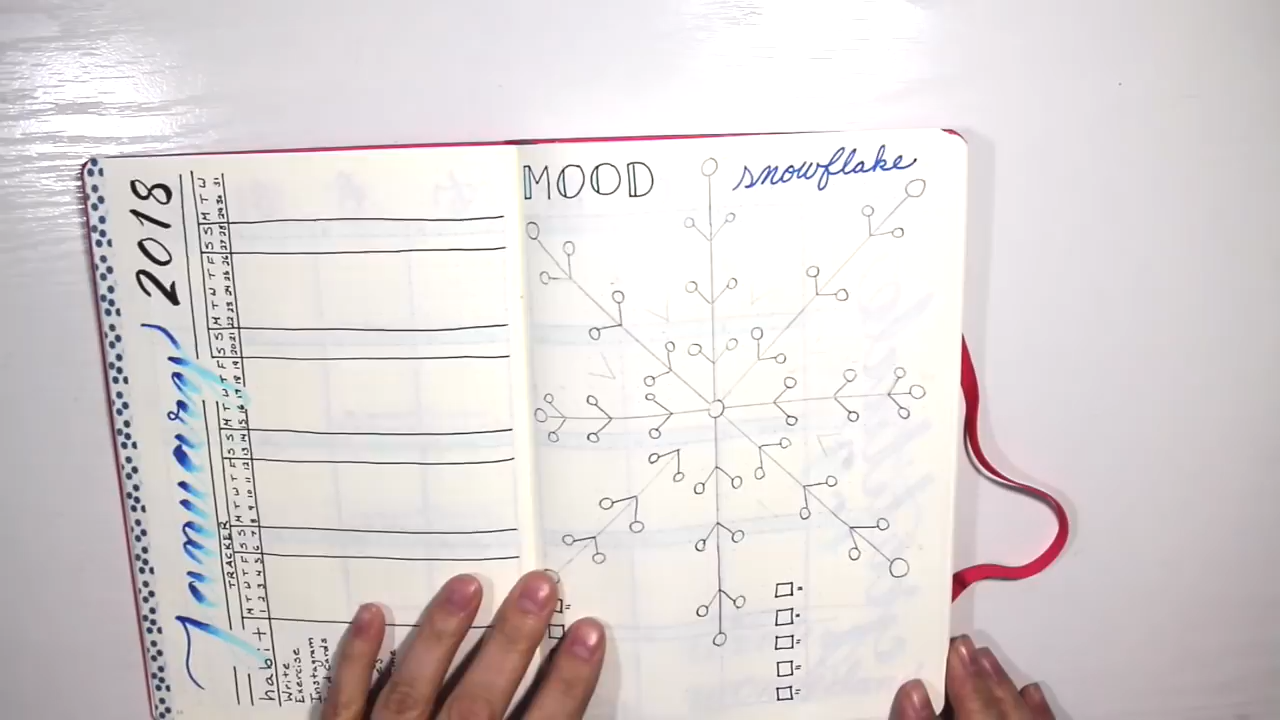 January 2018
TRACKER
M T W T F S S M T W T F S S M T W T F S S M T W T F S S M T W
habit 1 2 3 4 5 6 7 8 9 10 11 12 13 14 15 16 17 18 19 20 21 22 23 24 25 26 27 28 29 30 31
Write
Exercise
Instagram
MOOD snowflake
=
=
=
=
=
=